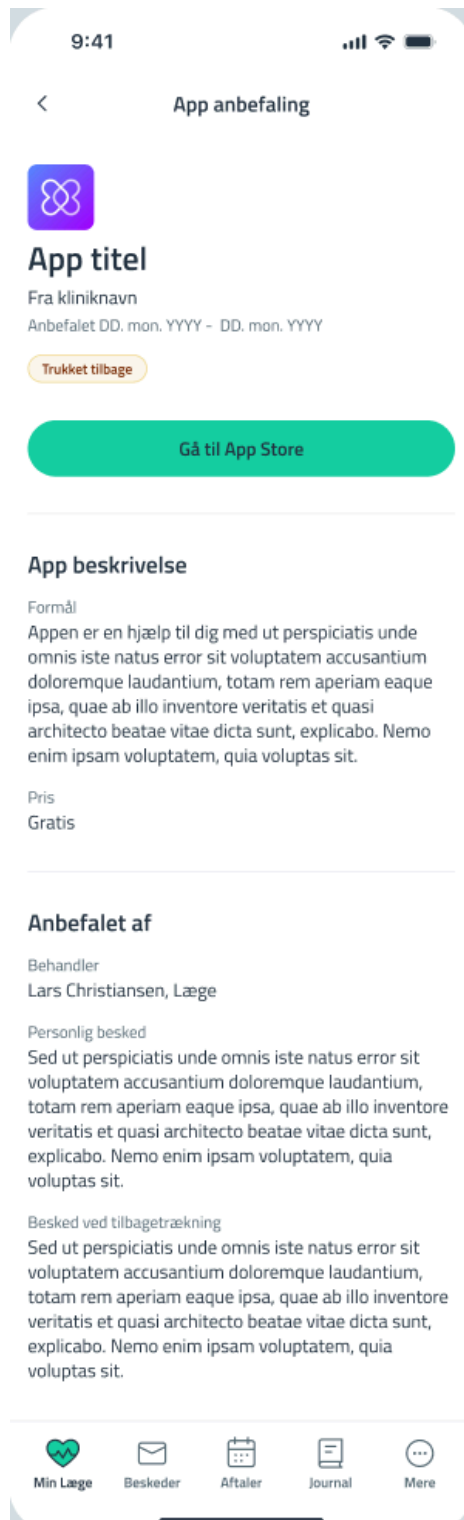 9:41
App anbefaling
App titel
Fra kliniknavn
Anbefalet DD. mon. YYYY - DD. mon. YYYY
Trukket tilbage
Gå til App Store
App beskrivelse
Formål
Appen er en hjælp til dig med ut perspiciatis unde
omnis iste natus error sit voluptatem accusantium
doloremque laudantium, totam rem aperiam eaque
ipsa, quae ab illo inventore veritatis et quasi
architecto beatae vitae dicta sunt, explicabo. Nemo
enim ipsam voluptatem, quia voluptas sit.
Pris
Gratis
Anbefalet af
Behandler
Lars Christiansen, Læge
Personlig besked
Sed ut perspiciatis unde omnis iste natus error sit
voluptatem accusantium doloremque laudantium,
totam rem aperiam eaque ipsa, quae ab illo inventore
veritatis et quasi architecto beatae vitae dicta sunt,
explicabo. Nemo enim ipsam voluptatem, quia
voluptas sit.
Besked ved tilbagetrækning
Sed ut perspiciatis unde omnis iste natus error sit
voluptatem accusantium doloremque laudantium,
totam rem aperiam eaque ipsa, quae ab illo inventore
veritatis et quasi architecto beatae vitae dicta sunt,
explicabo. Nemo enim ipsam voluptatem, quia
voluptas sit.
Min Læge Beskeder Aftaler Journal Mere